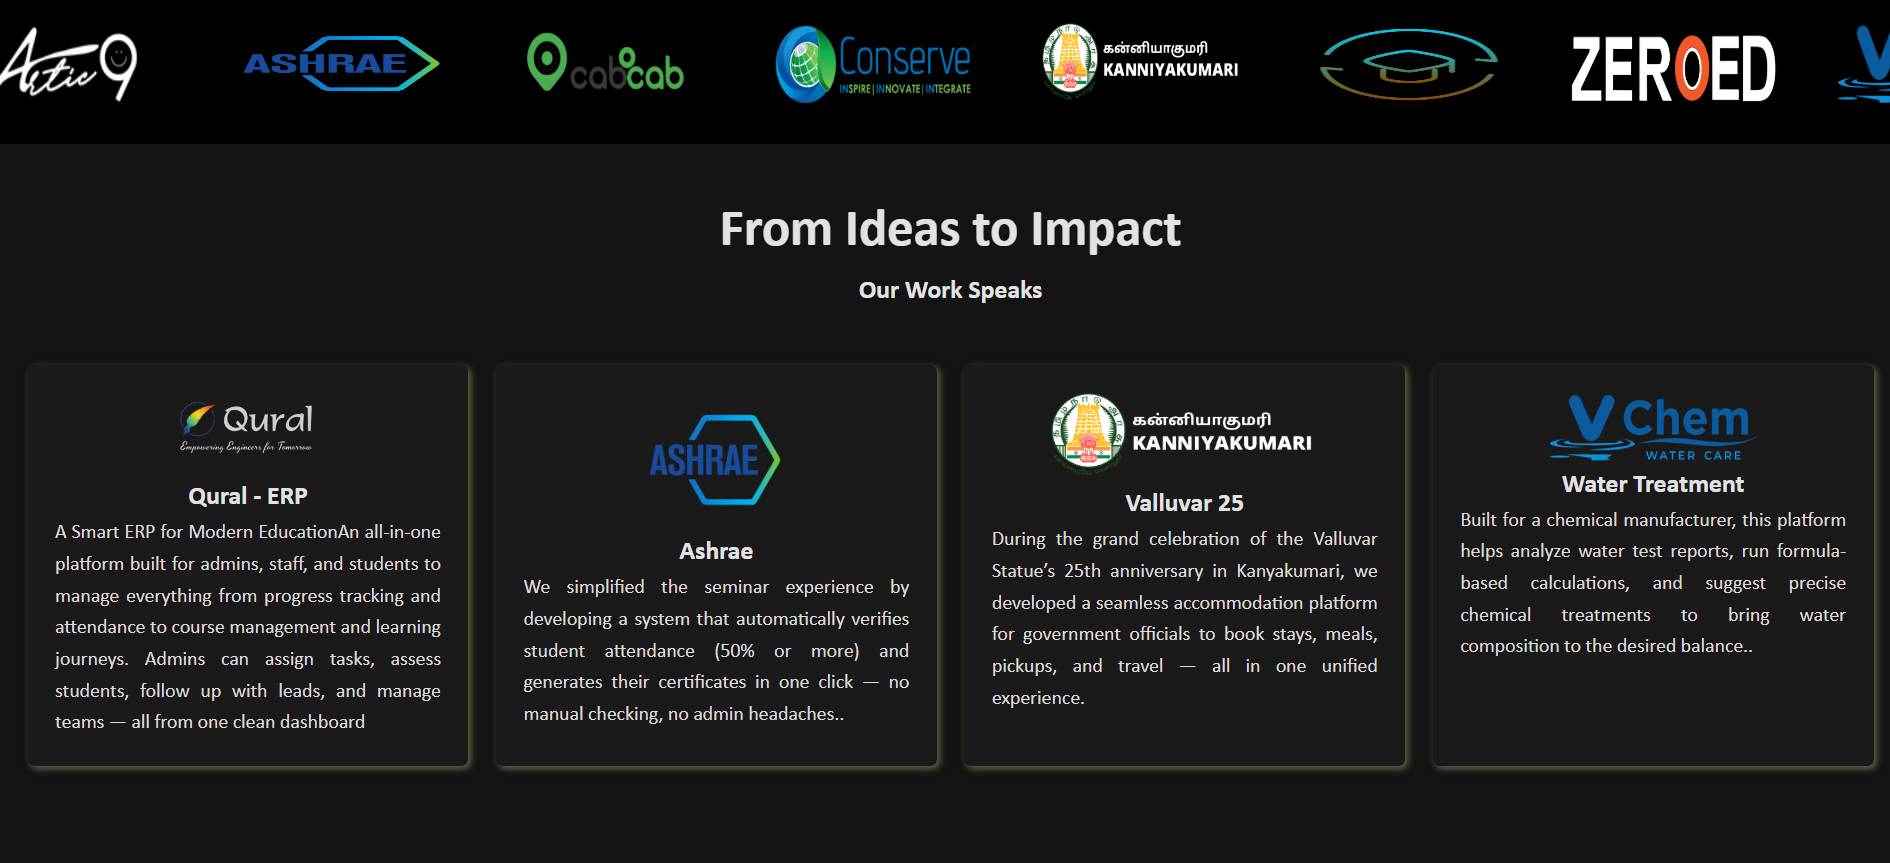 Artic9
ASHRAE
cabcab
Conserve
INSPIRE | INNOVATE | INTEGRATE
கன்னியாகுமரி
KANNIYAKUMARI
ZEROED
V
From Ideas to Impact
Our Work Speaks
Qural
Empowering Engineers for Tomorrow
Qural - ERP
A Smart ERP for Modern EducationAn all-in-one
platform built for admins, staff, and students to
manage everything from progress tracking and
attendance to course management and learning
journeys. Admins can assign tasks, assess
students, follow up with leads, and manage
teams — all from one clean dashboard
ASHRAE
Ashrae
We simplified the seminar experience by
developing a system that automatically verifies
student attendance (50% or more) and
generates their certificates in one click — no
manual checking, no admin headaches..
கன்னியாகுமரி
KANNIYAKUMARI
Valluvar 25
During the grand celebration of the Valluvar
Statue’s 25th anniversary in Kanyakumari, we
developed a seamless accommodation platform
for government officials to book stays, meals,
pickups, and travel — all in one unified
experience.
V Chem
WATER CARE
Water Treatment
Built for a chemical manufacturer, this platform
helps analyze water test reports, run formula-
based calculations, and suggest precise
chemical treatments to bring water
composition to the desired balance..